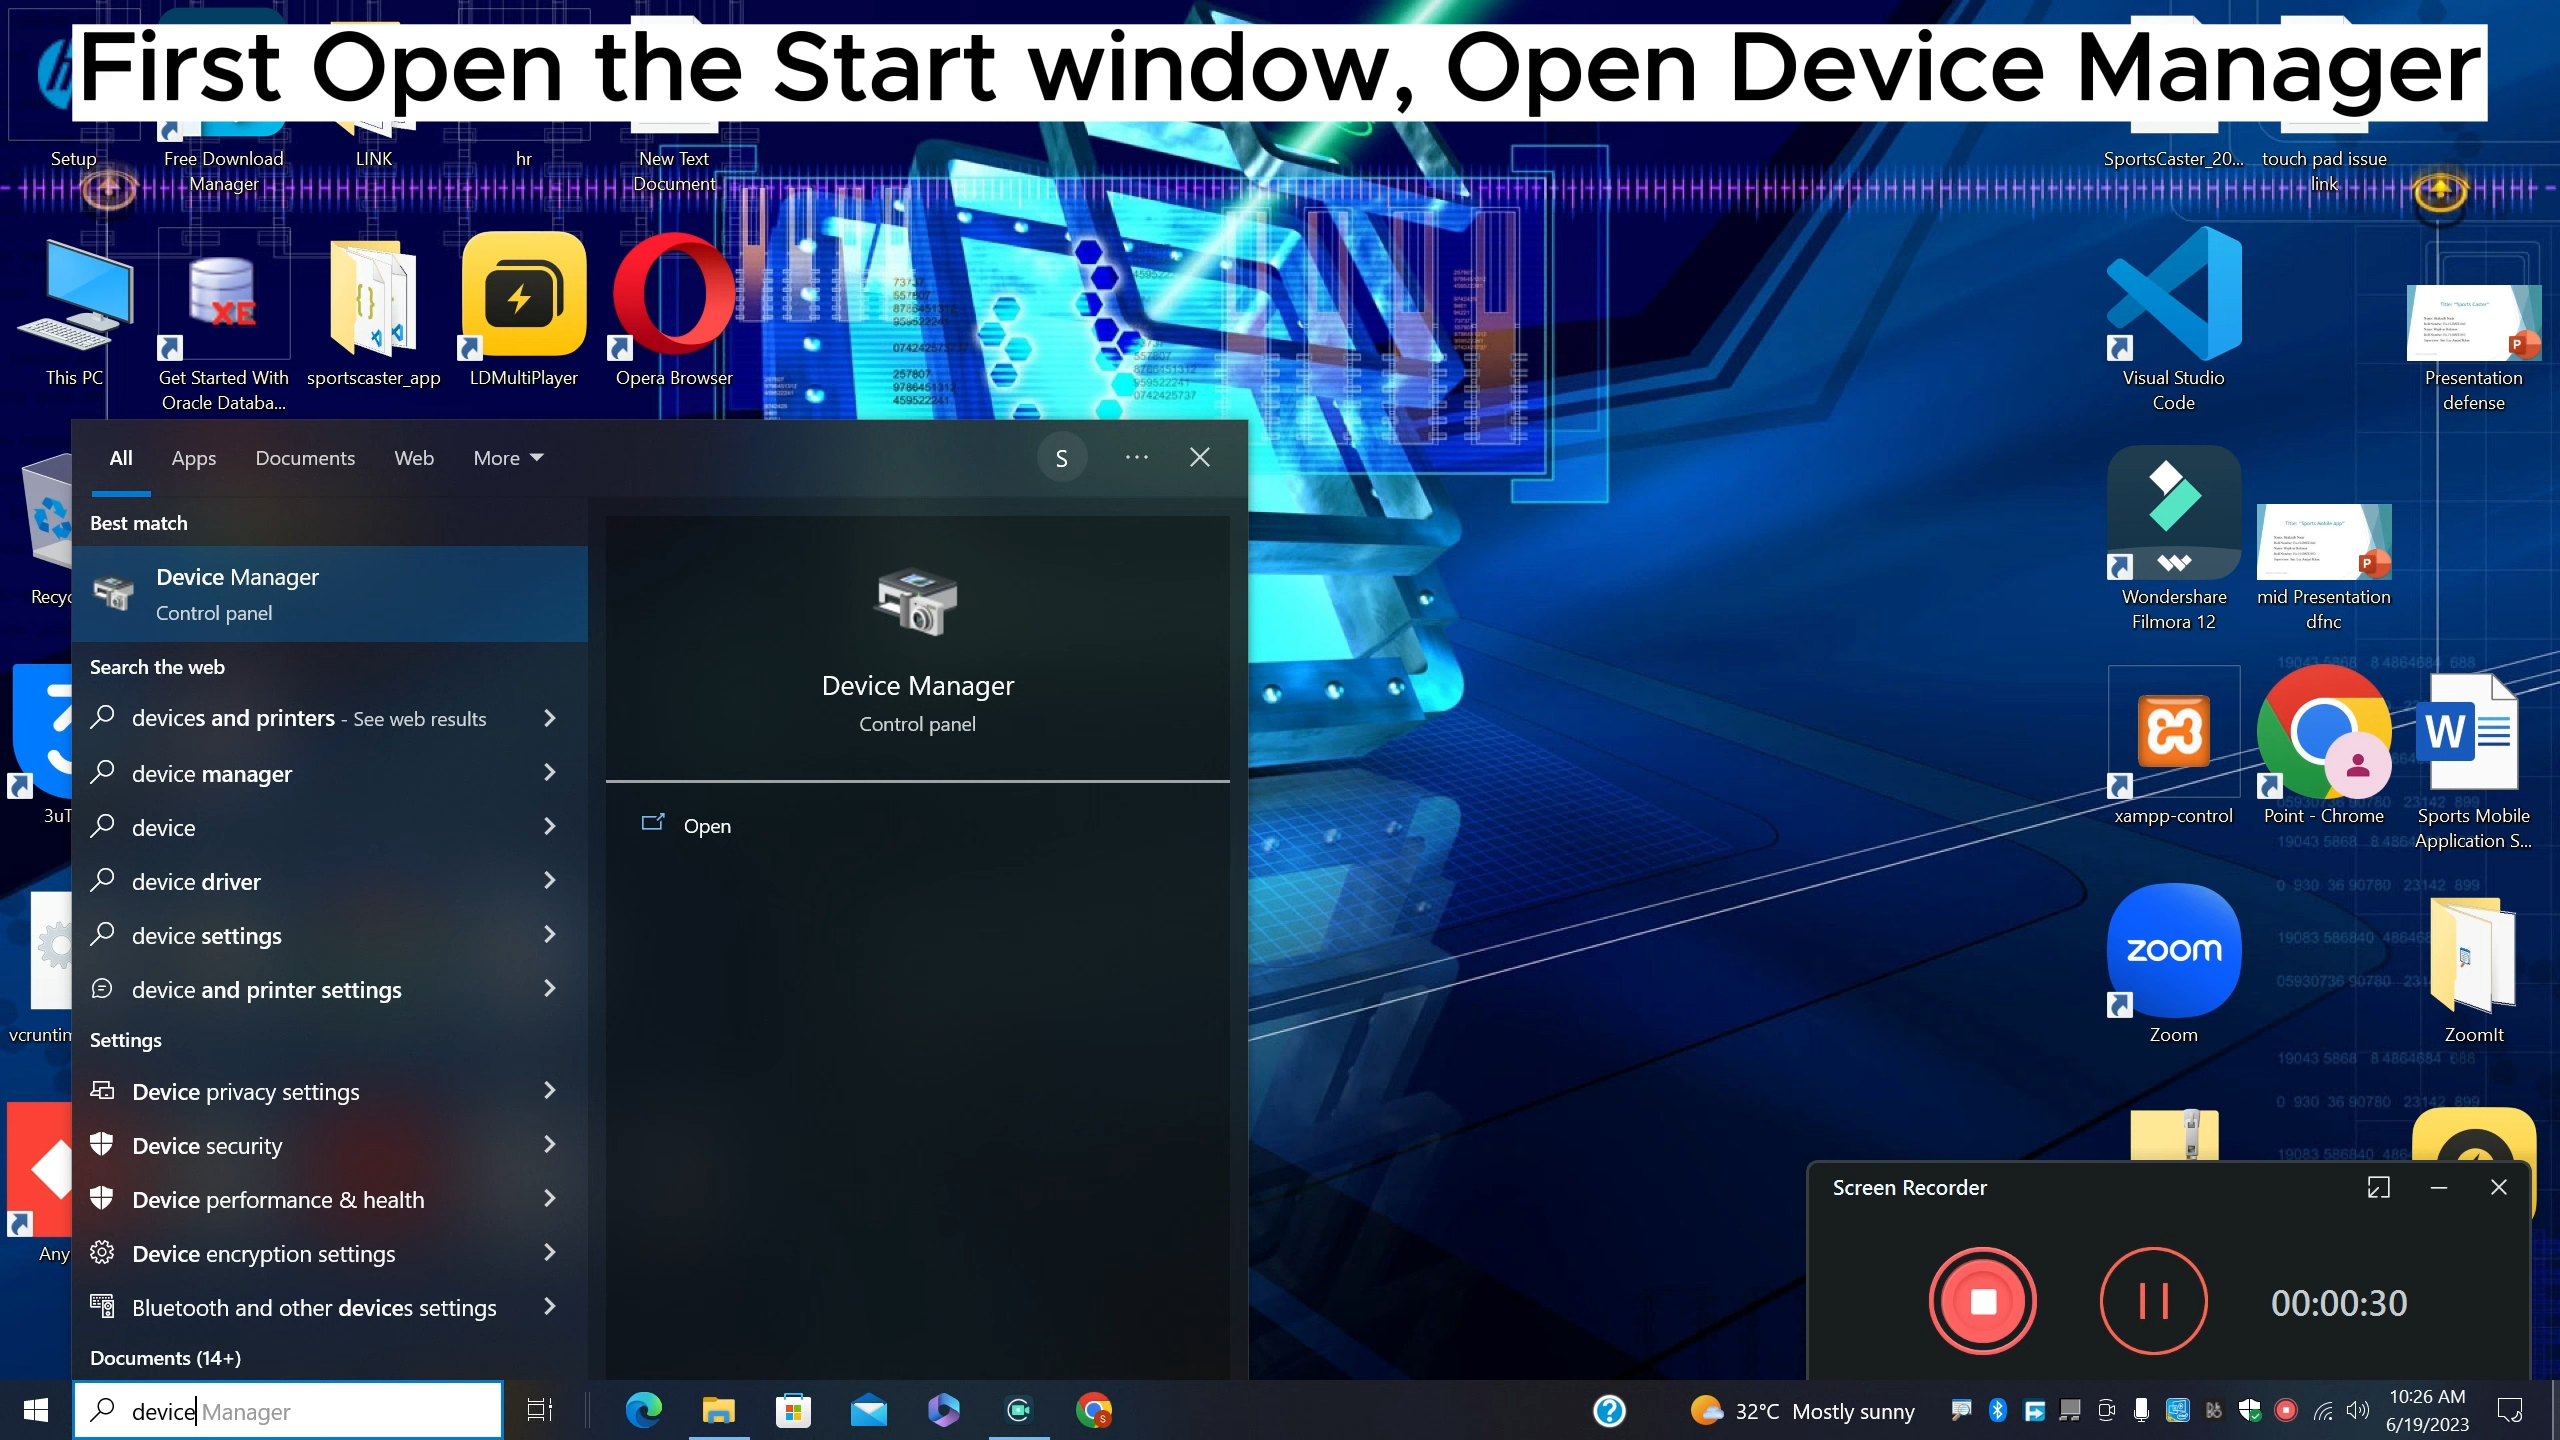 First Open the Start window, Open Device Manager
Setup
Free Download
Manager
LINK
hr
New Text
Document
SportsCaster_20...
touch pad issue
link
This PC
Get Started With
Oracle Databa...
sportscaster_app
LDMultiPlayer
Opera Browser
Visual Studio
Code
Presentation
defense
All
Apps
Documents
Web
More
S
Best match
Device Manager
Control panel
Search the web
devices and printers - See web results
device manager
device
device driver
device settings
device and printer settings
Settings
Device privacy settings
Device security
Device performance & health
Device encryption settings
Bluetooth and other devices settings
Documents (14+)
device Manager
Device Manager
Control panel
Open
Wondershare
Filmora 12
mid Presentation
dfnc
xampp-control
Point - Chrome
Sports Mobile
Application S...
zoom
Zoom
ZoomIt
Screen Recorder
00:00:30
32°C Mostly sunny
10:26 AM
6/19/2023